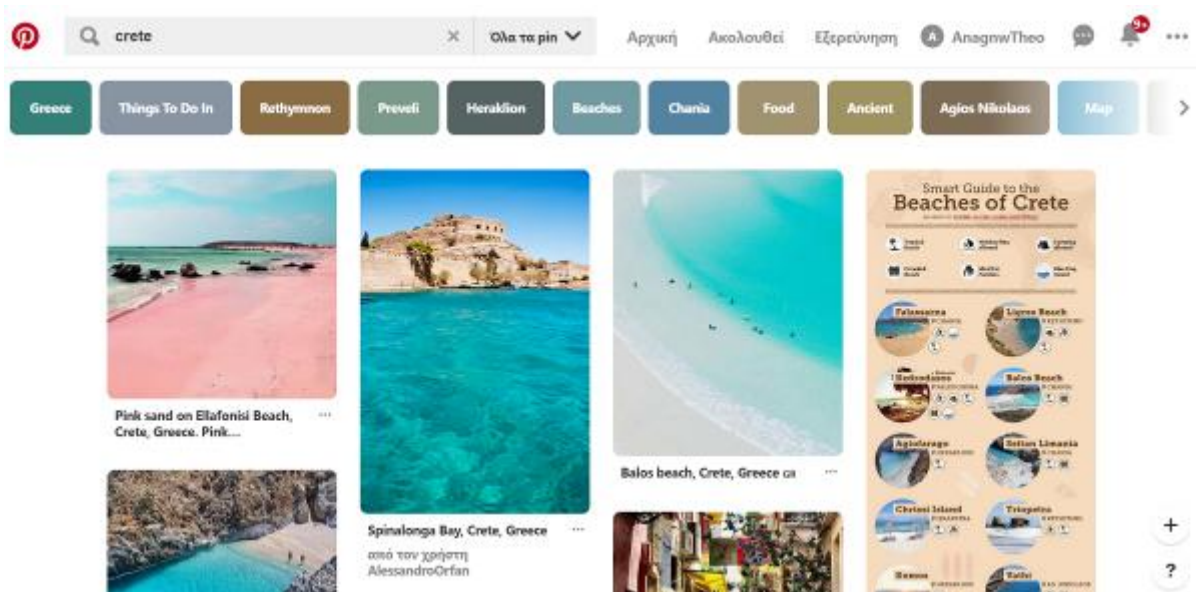 crete
Όλα τα pin
Αρχική
Ακολουθεί
Εξερεύνηση
A
AnagnwTheo
9+
Greece
Things To Do In
Rethymnon
Preveli
Heraklion
Beaches
Chania
Food
Ancient
Agios Nikolaos
Map
Pink sand on Ellafonisi Beach,
Crete, Greece. Pink...
Spinalonga Bay, Crete, Greece
από τον χρήστη
AlessandroOrfan
Balos beach, Crete, Greece GR
Smart Guide to the
Beaches of Crete
Falassarna
Ligres Beach
Balos Beach
Agiofarago
Seitan Limania
Chrissi Island
Triopetra
Vathi
+
?